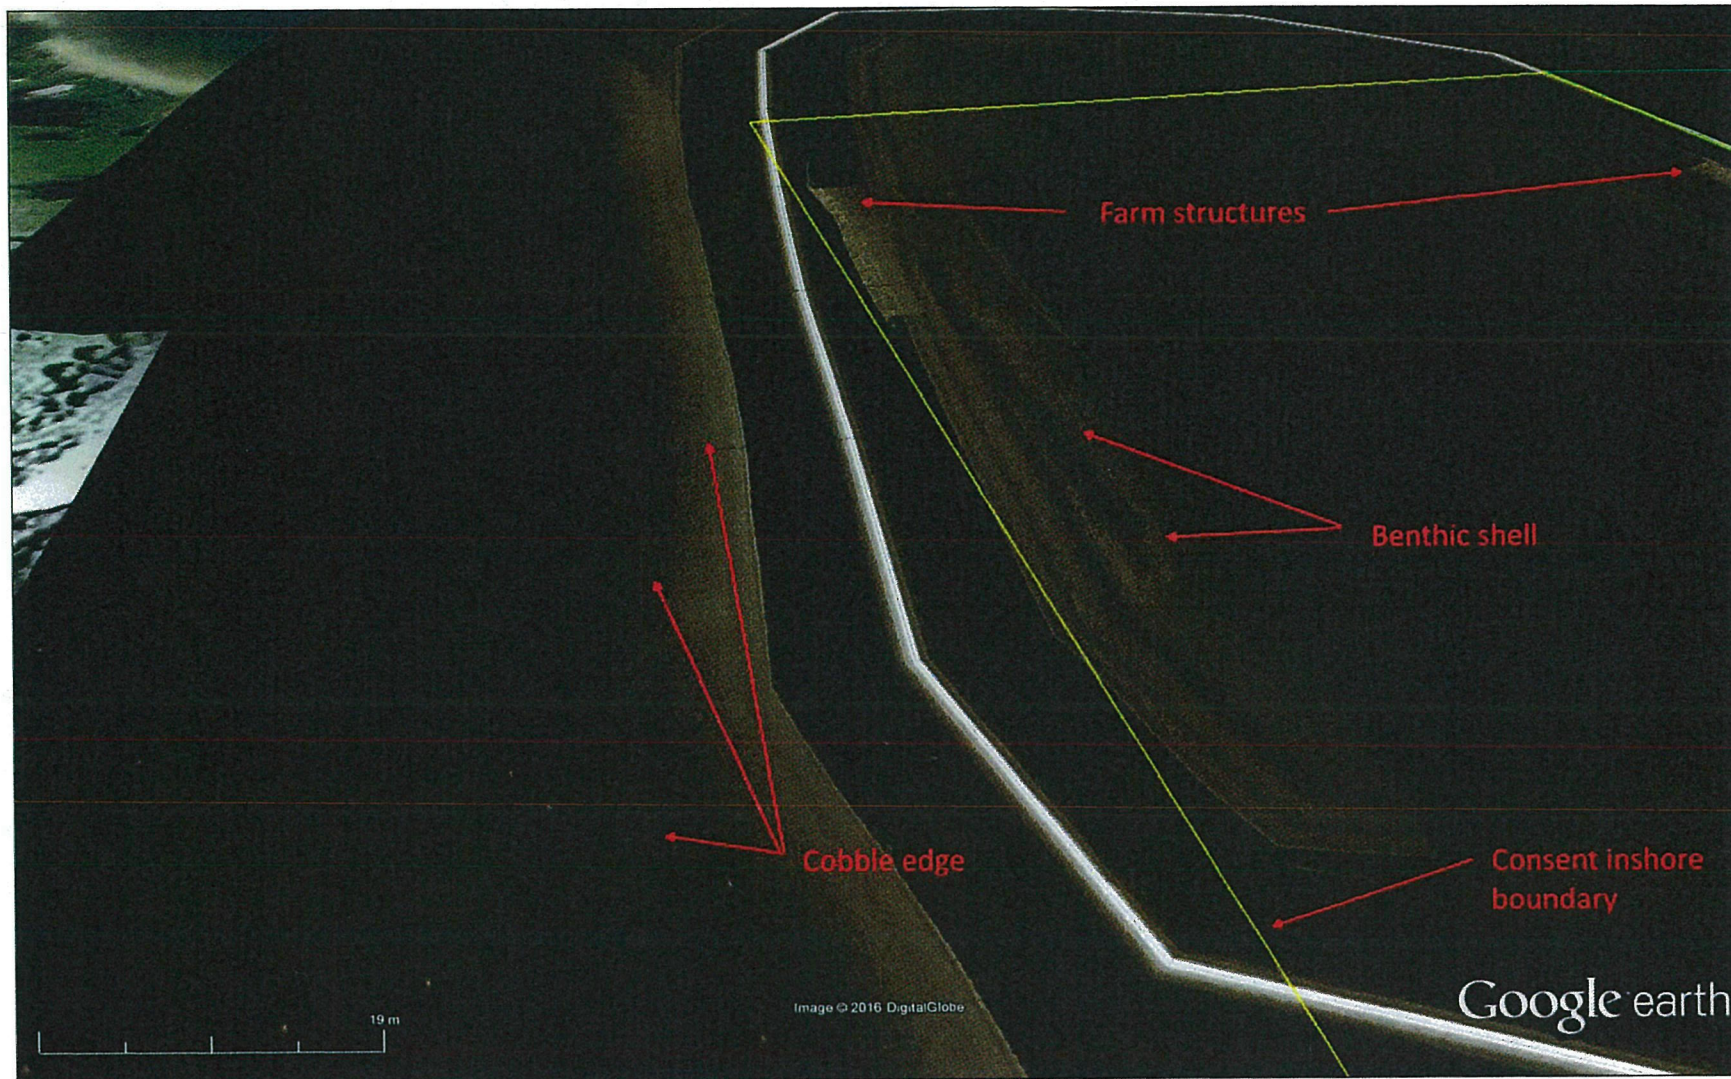 Farm structures
Benthic shell
Cobble edge
Consent inshore
boundary
Google earth
Image © 2016 DigitalGlobe
19 m